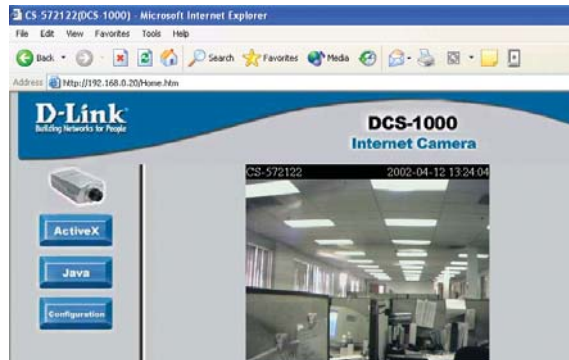 CS-572122(DCS-1000) - Microsoft Internet Explorer
File Edit View Favorites Tools Help
Back Search Favorites Media
Address http://192.168.0.20/Home.htm
D-Link
Building Networks for People
DCS-1000
Internet Camera
CS-572122 2002-04-12 13:24:04
ActiveX
Java
Configuration